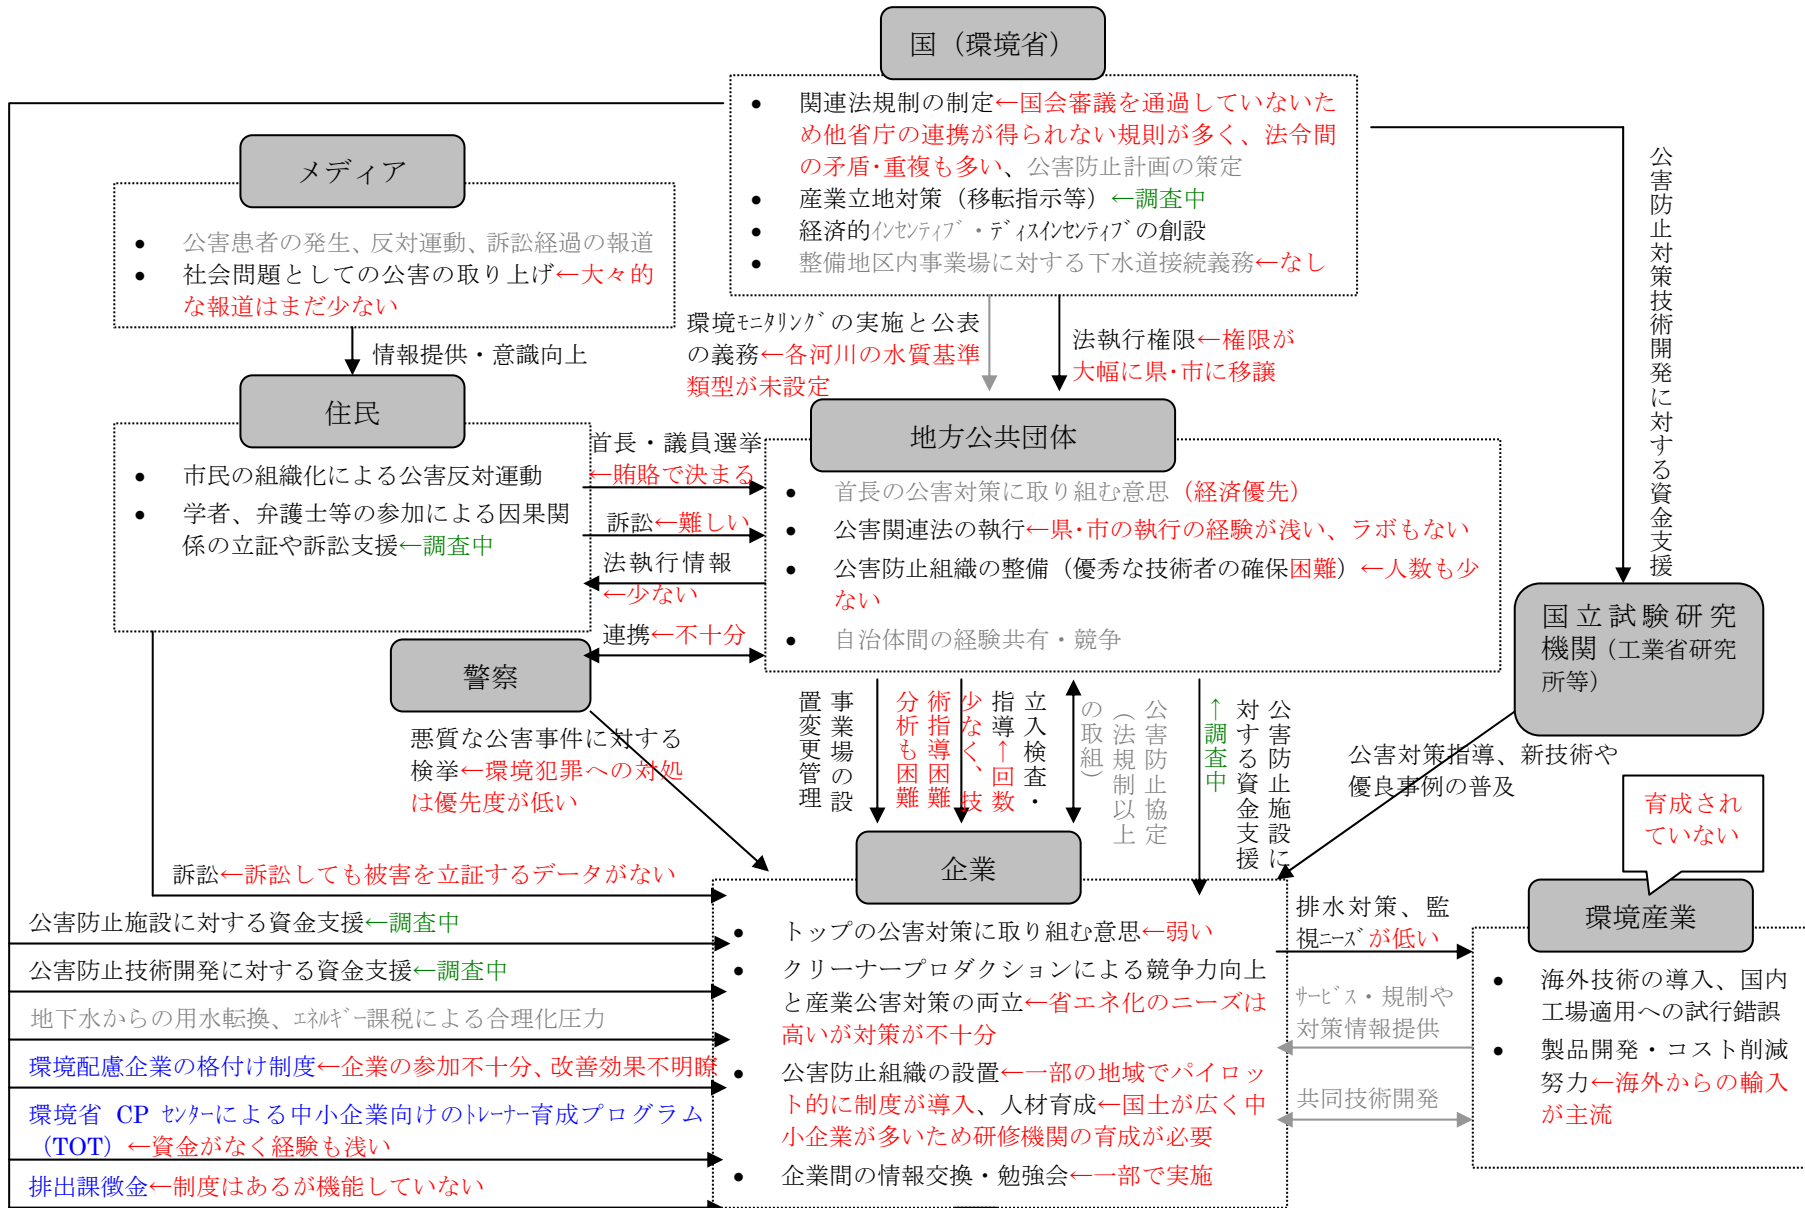 国（環境省）
● 関連法規制の制定←国会審議を通過していないた
め他省庁の連携が得られない規則が多く、法令間
の矛盾・重複も多い、公害防止計画の策定
● 産業立地対策（移転指示等）←調査中
● 経済的インセンティブ・ディスインセンティブの創設
● 整備地区内事業場に対する下水道接続義務←なし
メディア
● 公害患者の発生、反対運動、訴訟経過の報道
● 社会問題としての公害の取り上げ←大々的
な報道はまだ少ない
情報提供・意識向上
環境モニタリングの実施と公表
の義務←各河川の水質基準
類型が未設定
法執行権限←権限が
大幅に県・市に移譲
公害防止対策技術開発に対する資金支援
住民
● 市民の組織化による公害反対運動
● 学者、弁護士等の参加による因果関
係の立証や訴訟支援←調査中
首長・議員選挙
←賄賂で決まる
訴訟←難しい
法執行情報
←少ない
連携←不十分
地方公共団体
● 首長の公害対策に取り組む意思（経済優先）
● 公害関連法の執行←県・市の執行の経験が浅い、ラボもない
● 公害防止組織の整備（優秀な技術者の確保困難）←人数も少
ない
● 自治体間の経験共有・競争
国立試験研究
機関（工業省研究
所等）
警察
悪質な公害事件に対する
検挙←環境犯罪への対処
は優先度が低い
事業場の設
置変更管理
立入検査・
指導←回数
少なく、技
術指導困難
分析も困難
公害防止協定
（法規制以上
の取組）
公害防止施設に
対する資金支援
←調査中
公害対策指導、新技術や
優良事例の普及
育成され
ていない
企業
● トップの公害対策に取り組む意思←弱い
● クリーナープロダクションによる競争力向上
と産業公害対策の両立←省エネ化のニーズは
高いが対策が不十分
● 公害防止組織の設置←一部の地域でパイロッ
ト的に制度が導入、人材育成←国土が広く中
小企業が多いため研修機関の育成が必要
● 企業間の情報交換・勉強会←一部で実施
訴訟←訴訟しても被害を立証するデータがない
公害防止施設に対する資金支援←調査中
公害防止技術開発に対する資金支援←調査中
地下水からの用水転換、エネルギー課税による合理化圧力
環境配慮企業の格付け制度←企業の参加不十分、改善効果不明瞭
環境省 CP センターによる中小企業向けのトレーナー育成プログラム
（TOT）←資金がなく経験も浅い
排出課徴金←制度はあるが機能していない
排水対策、監
視ニーズが低い
サービス・規制や
対策情報提供
共同技術開発
環境産業
● 海外技術の導入、国内
工場適用への試行錯誤
● 製品開発・コスト削減
努力←海外からの輸入
が主流